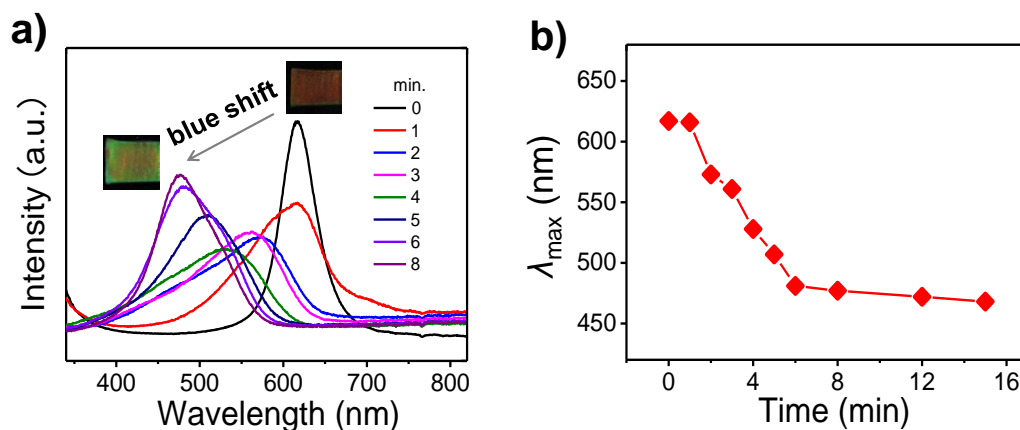 a)
blue shift
min.
0
1
2
3
4
5
6
8
Intensity (a.u.)
400 500 600 700 800
Wavelength (nm)
b)
650
600
550
500
450
λmax (nm)
0 4 8 12 16
Time (min)